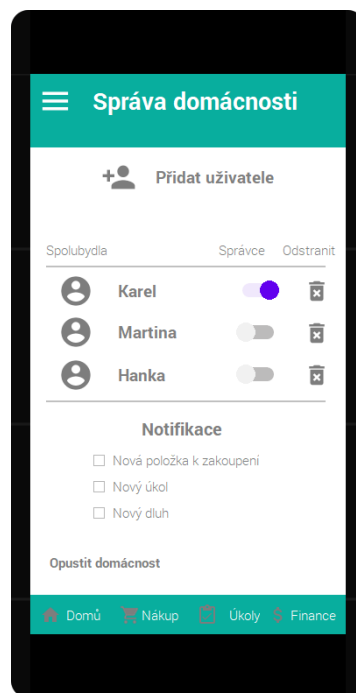 Správa domácnosti
Přidat uživatele
Spolubydla Správce Odstranit
Karel
Martina
Hanka
Notifikace
Nová položka k zakoupení
Nový úkol
Nový dluh
Opustit domácnost
Domů Nákup Úkoly $ Finance